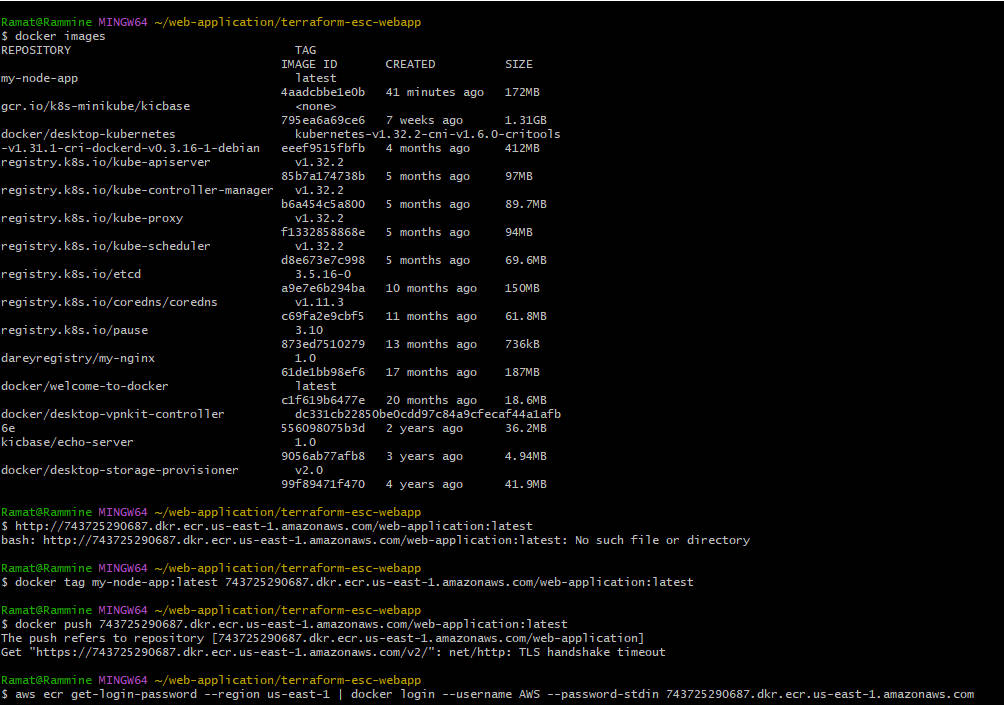 Ramat@Rammine MINGW64 ~/web-application/terraform-esc-webapp
$ docker images
REPOSITORY                                TAG
                                        IMAGE ID       CREATED          SIZE
my-node-app                               latest
                                        4aadcbbe1e0b   41 minutes ago   172MB
gcr.io/k8s-minikube/kicbase               <none>
                                        795ea6a69ce6   7 weeks ago      1.31GB
docker/desktop-kubernetes                 kubernetes-v1.32.2-cni-v1.6.0-critools
-v1.31.1-cri-dockerd-v0.3.16-1-debian   eeef9515fbfb   4 months ago     412MB
registry.k8s.io/kube-apiserver            v1.32.2
                                        85b7a174738b   5 months ago     97MB
registry.k8s.io/kube-controller-manager   v1.32.2
                                        b6a454c5a800   5 months ago     89.7MB
registry.k8s.io/kube-proxy                v1.32.2
                                        f1332858868e   5 months ago     94MB
registry.k8s.io/kube-scheduler            v1.32.2
                                        d8e673e7c998   5 months ago     69.6MB
registry.k8s.io/etcd                      3.5.16-0
                                        a9e7e6b294ba   10 months ago    150MB
registry.k8s.io/coredns/coredns           v1.11.3
                                        c69fa2e9cbf5   11 months ago    61.8MB
registry.k8s.io/pause                     3.10
                                        873ed7510279   13 months ago    736kB
dareyregistry/my-nginx                    1.0
                                        61de1bb98ef6   17 months ago    187MB
docker/welcome-to-docker                  latest
                                        c1f619b6477e   20 months ago    18.6MB
docker/desktop-vpnkit-controller          dc331cb22850be0cdd97c84a9cfecaf44a1afb
6e                                      556098075b3d   2 years ago      36.2MB
kicbase/echo-server                       1.0
                                        9056ab77afb8   3 years ago      4.94MB
docker/desktop-storage-provisioner        v2.0
                                        99f89471f470   4 years ago      41.9MB
Ramat@Rammine MINGW64 ~/web-application/terraform-esc-webapp
$ http://743725290687.dkr.ecr.us-east-1.amazonaws.com/web-application:latest
bash: http://743725290687.dkr.ecr.us-east-1.amazonaws.com/web-application:latest: No such file or directory
Ramat@Rammine MINGW64 ~/web-application/terraform-esc-webapp
$ docker tag my-node-app:latest 743725290687.dkr.ecr.us-east-1.amazonaws.com/web-application:latest
Ramat@Rammine MINGW64 ~/web-application/terraform-esc-webapp
$ docker push 743725290687.dkr.ecr.us-east-1.amazonaws.com/web-application:latest
The push refers to repository [743725290687.dkr.ecr.us-east-1.amazonaws.com/web-application]
Get "https://743725290687.dkr.ecr.us-east-1.amazonaws.com/v2/": net/http: TLS handshake timeout
Ramat@Rammine MINGW64 ~/web-application/terraform-esc-webapp
$ aws ecr get-login-password --region us-east-1 | docker login --username AWS --password-stdin 743725290687.dkr.ecr.us-east-1.amazonaws.com